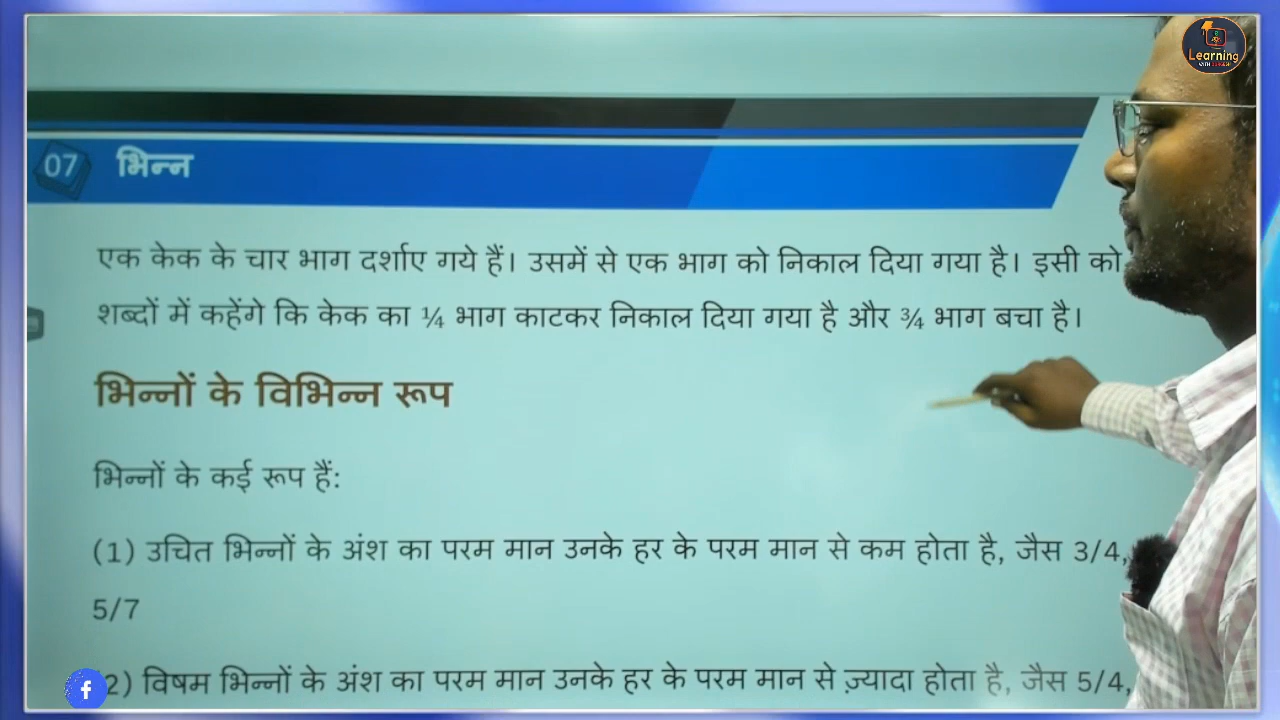 Learning
07 भिन्न
एक केक के चार भाग दर्शाए गये हैं। उसमें से एक भाग को निकाल दिया गया है। इसी को
शब्दों में कहेंगे कि केक का ¼ भाग काटकर निकाल दिया गया है और ¾ भाग बचा है।
भिन्नों के विभिन्न रूप
भिन्नों के कई रूप हैं:
(1) उचित भिन्नों के अंश का परम मान उनके हर के परम मान से कम होता है, जैस 3/4,
5/7
2) विषम भिन्नों के अंश का परम मान उनके हर के परम मान से ज़्यादा होता है, जैस 5/4,
f